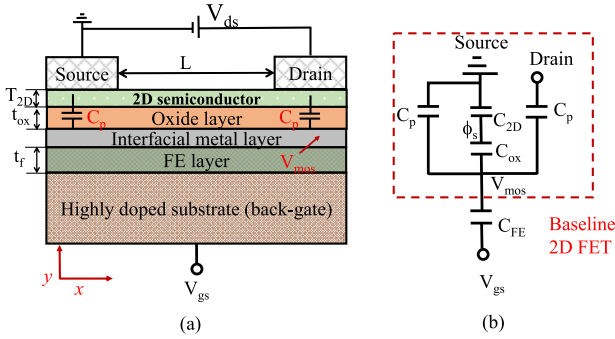 V_ds
Source
L
Drain
T_2D
2D semiconductor
t_ox
C_p
Oxide layer
C_p
Interfacial metal layer
t_f
FE layer
V_mos
Highly doped substrate (back-gate)
y
x
V_gs
(a)
Source
Drain
C_p
C_2D
C_p
ϕ_s
C_ox
V_mos
C_FE
Baseline
2D FET
V_gs
(b)